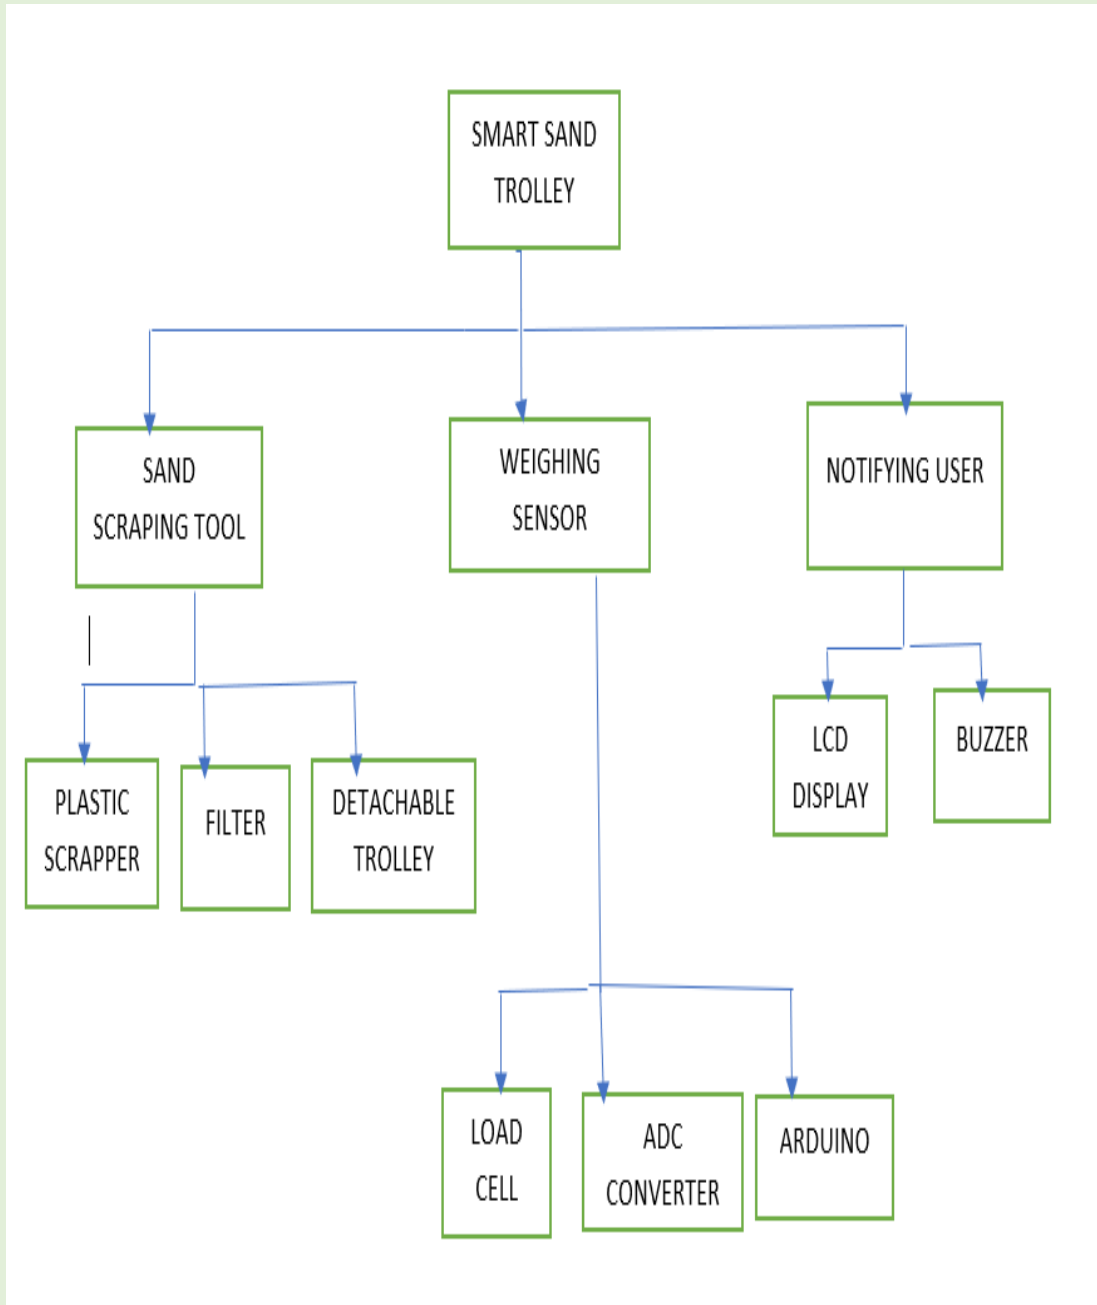 SMART SAND
TROLLEY
SAND
SCRAPING TOOL
WEIGHING
SENSOR
NOTIFYING USER
PLASTIC
SCRAPPER
FILTER
DETACHABLE
TROLLEY
LCD
DISPLAY
BUZZER
LOAD
CELL
ADC
CONVERTER
ARDUINO